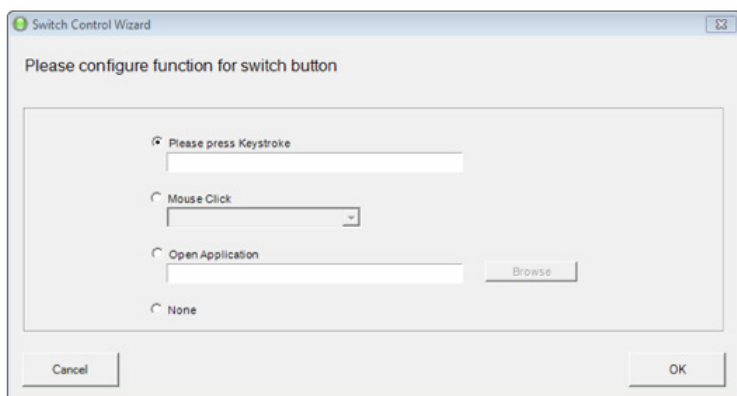 Switch Control Wizard
Please configure function for switch button
Please press Keystroke
Mouse Click
Open Application
Browse
None
Cancel
OK